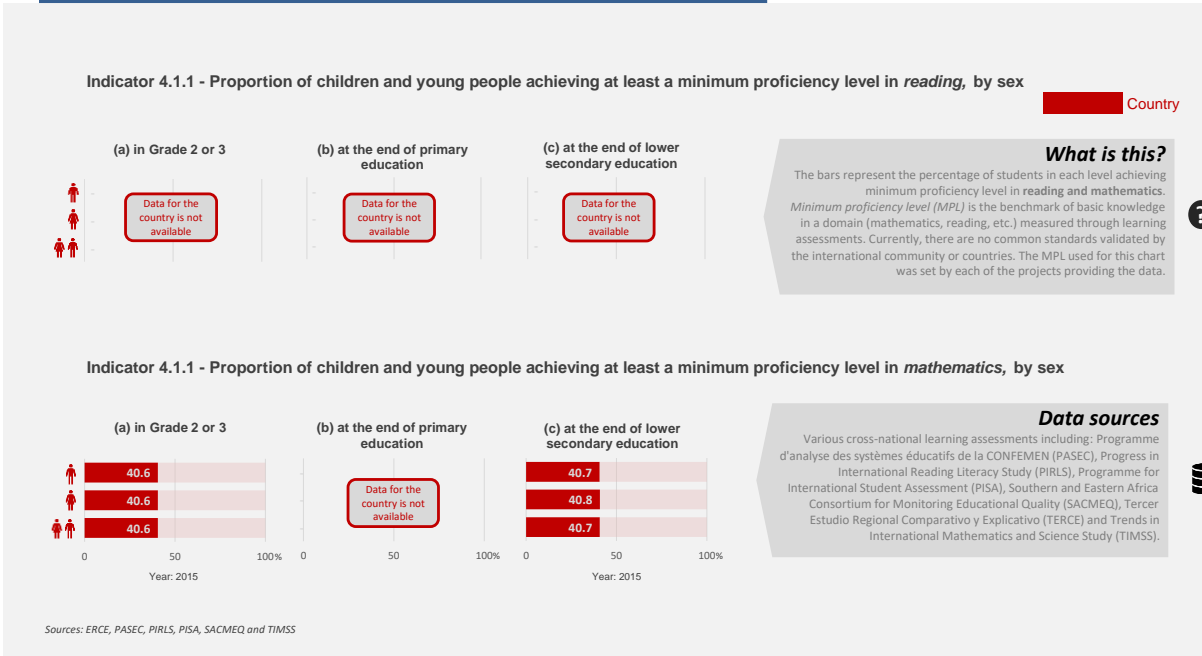 Indicator 4.1.1 - Proportion of children and young people achieving at least a minimum proficiency level in reading, by sex
Country
(a) in Grade 2 or 3
(b) at the end of primary
education
(c) at the end of lower
secondary education
Data for the
country is not
available
Data for the
country is not
available
Data for the
country is not
available
What is this?
The bars represent the percentage of students in each level achieving
minimum proficiency level in reading and mathematics.
Minimum proficiency level (MPL) is the benchmark of basic knowledge
in a domain (mathematics, reading, etc.) measured through learning
assessments. Currently, there are no common standards validated by
the international community or countries. The MPL used for this chart
was set by each of the projects providing the data.
?
Indicator 4.1.1 - Proportion of children and young people achieving at least a minimum proficiency level in mathematics, by sex
(a) in Grade 2 or 3
40.6
40.6
40.6
0 50 100%
Year: 2015
(b) at the end of primary
education
Data for the
country is not
available
0 50 100%
(c) at the end of lower
secondary education
40.7
40.8
40.7
0 50 100%
Year: 2015
Data sources
Various cross-national learning assessments including: Programme
d'analyse des systèmes éducatifs de la CONFEMEN (PASEC), Progress in
International Reading Literacy Study (PIRLS), Programme for
International Student Assessment (PISA), Southern and Eastern Africa
Consortium for Monitoring Educational Quality (SACMEQ), Tercer
Estudio Regional Comparativo y Explicativo (TERCE) and Trends in
International Mathematics and Science Study (TIMSS).
Sources: ERCE, PASEC, PIRLS, PISA, SACMEQ and TIMSS